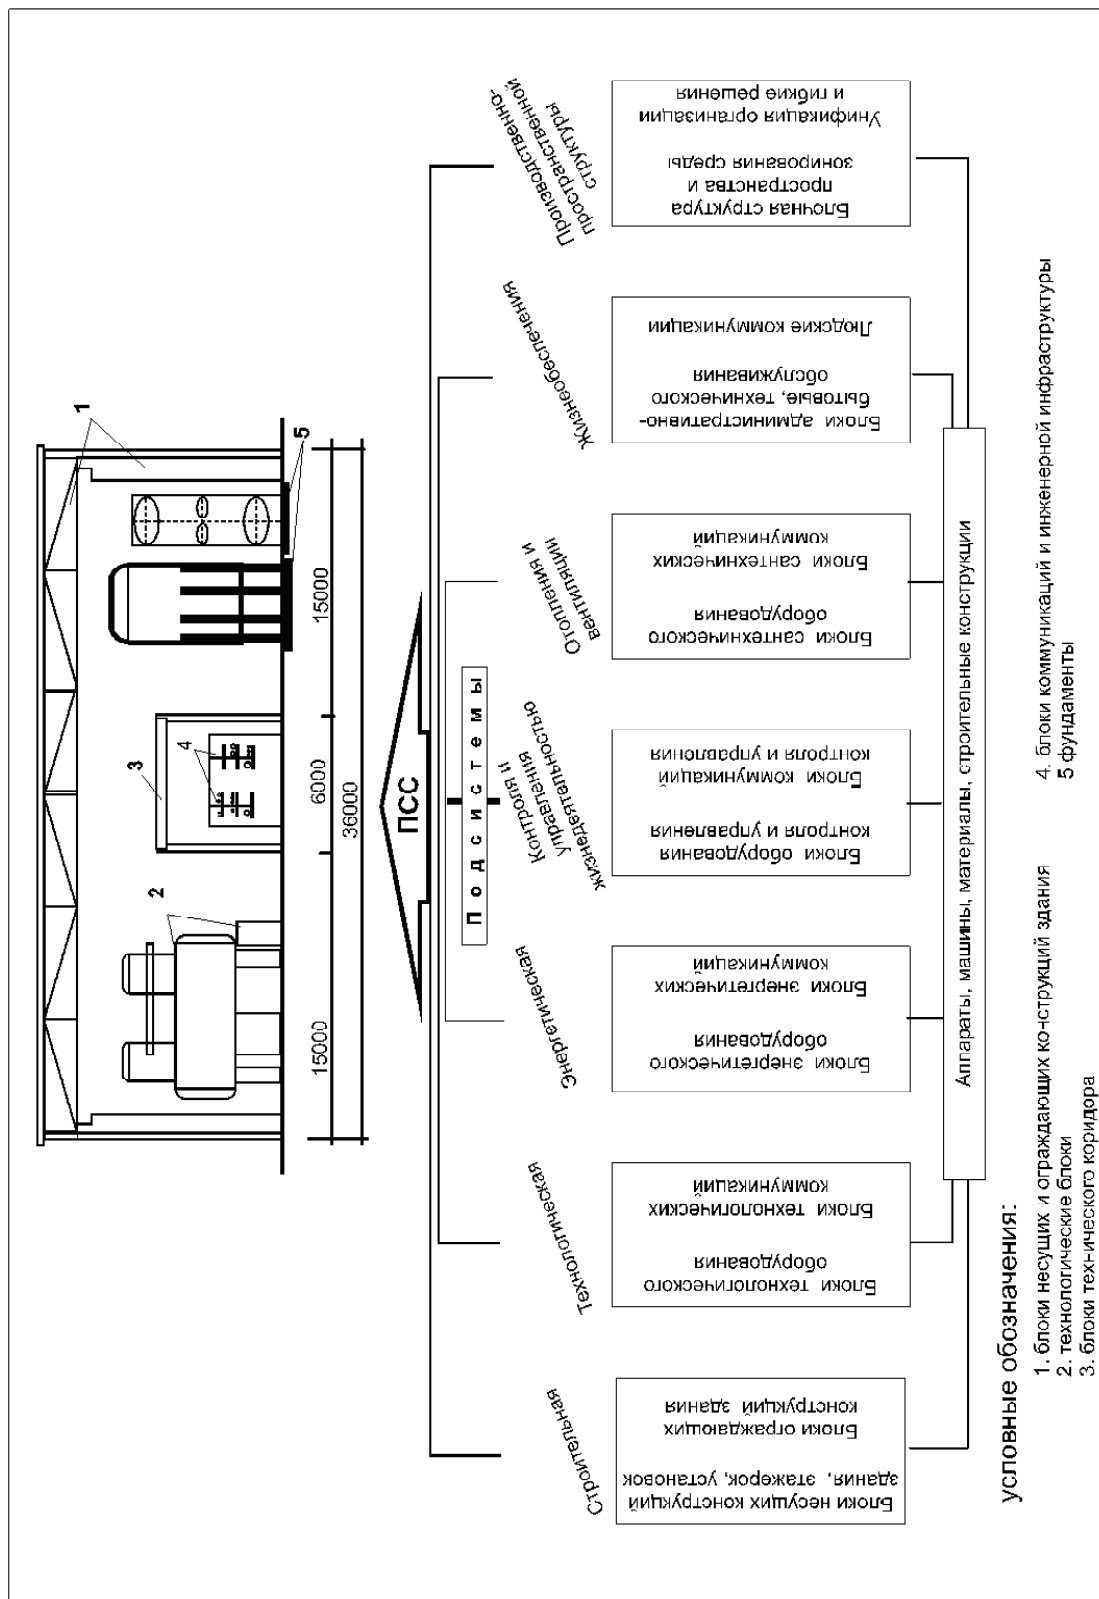 1
2
3
4
5
15000
6000
15000
36000
ПСС
Подсистемы
Строительная
Технологическая
Энергетическая
Контроля и
управления
жизнедеятельностью
Отопления и
вентиляции
Жизнеобеспечения
Производственно-
пространственной
структуры
Блоки несущих конструкций
здания, этажерок, установок
Блоки ограждающих
конструкций здания
Блоки технологического
оборудования
Блоки технологических
коммуникаций
Блоки энергетического
оборудования
Блоки энергетических
коммуникаций
Блоки оборудования
контроля и управления
Блоки коммуникаций
контроля и управления
Блоки сантехнического
оборудования
Блоки сантехнических
коммуникаций
Блоки административно-
бытовые, технического
обслуживания
Людские коммуникации
Блочная структура
пространства и
зонирования среды
Унификация организации
и гибкие решения
Аппараты, машины, материалы, строительные конструкции
условные обозначения:
1. блоки несущих и ограждающих конструкций здания
2. технологические блоки
3. блоки технического коридора
4. блоки коммуникаций и инженерной инфраструктуры
5 фундаменты